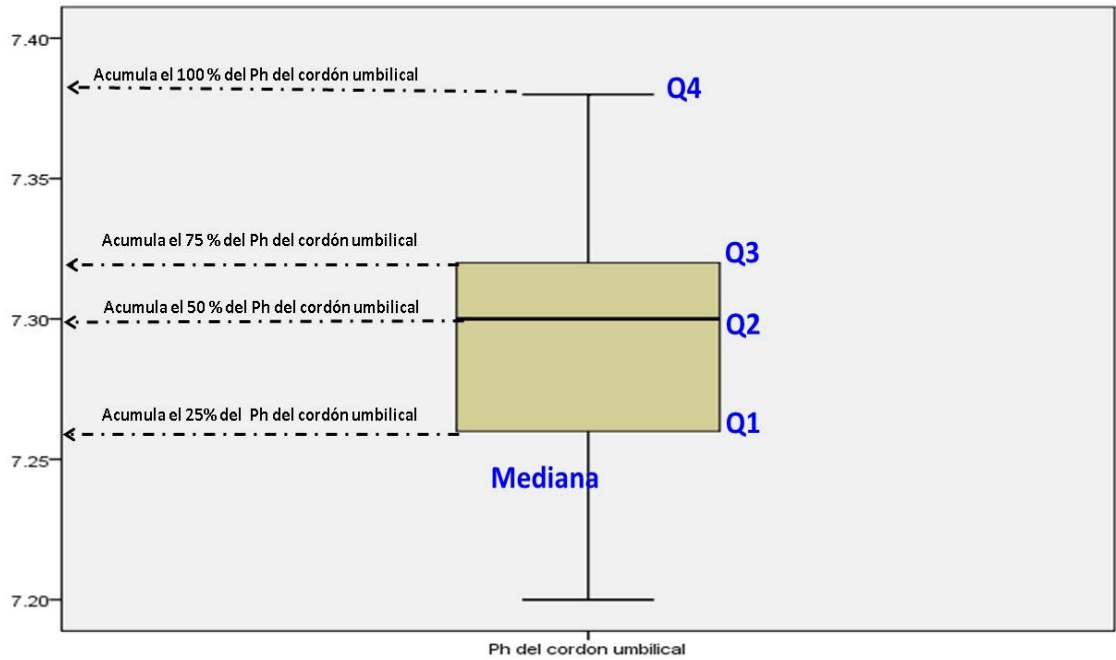 7.40
Acumula el 100% del Ph del cordón umbilical
Q4
7.35
Acumula el 75 % del Ph del cordón umbilical
Q3
Acumula el 50 % del Ph del cordón umbilical
7.30
Q2
Acumula el 25% del Ph del cordón umbilical
Q1
7.25
Mediana
7.20
Ph del cordon umbilical